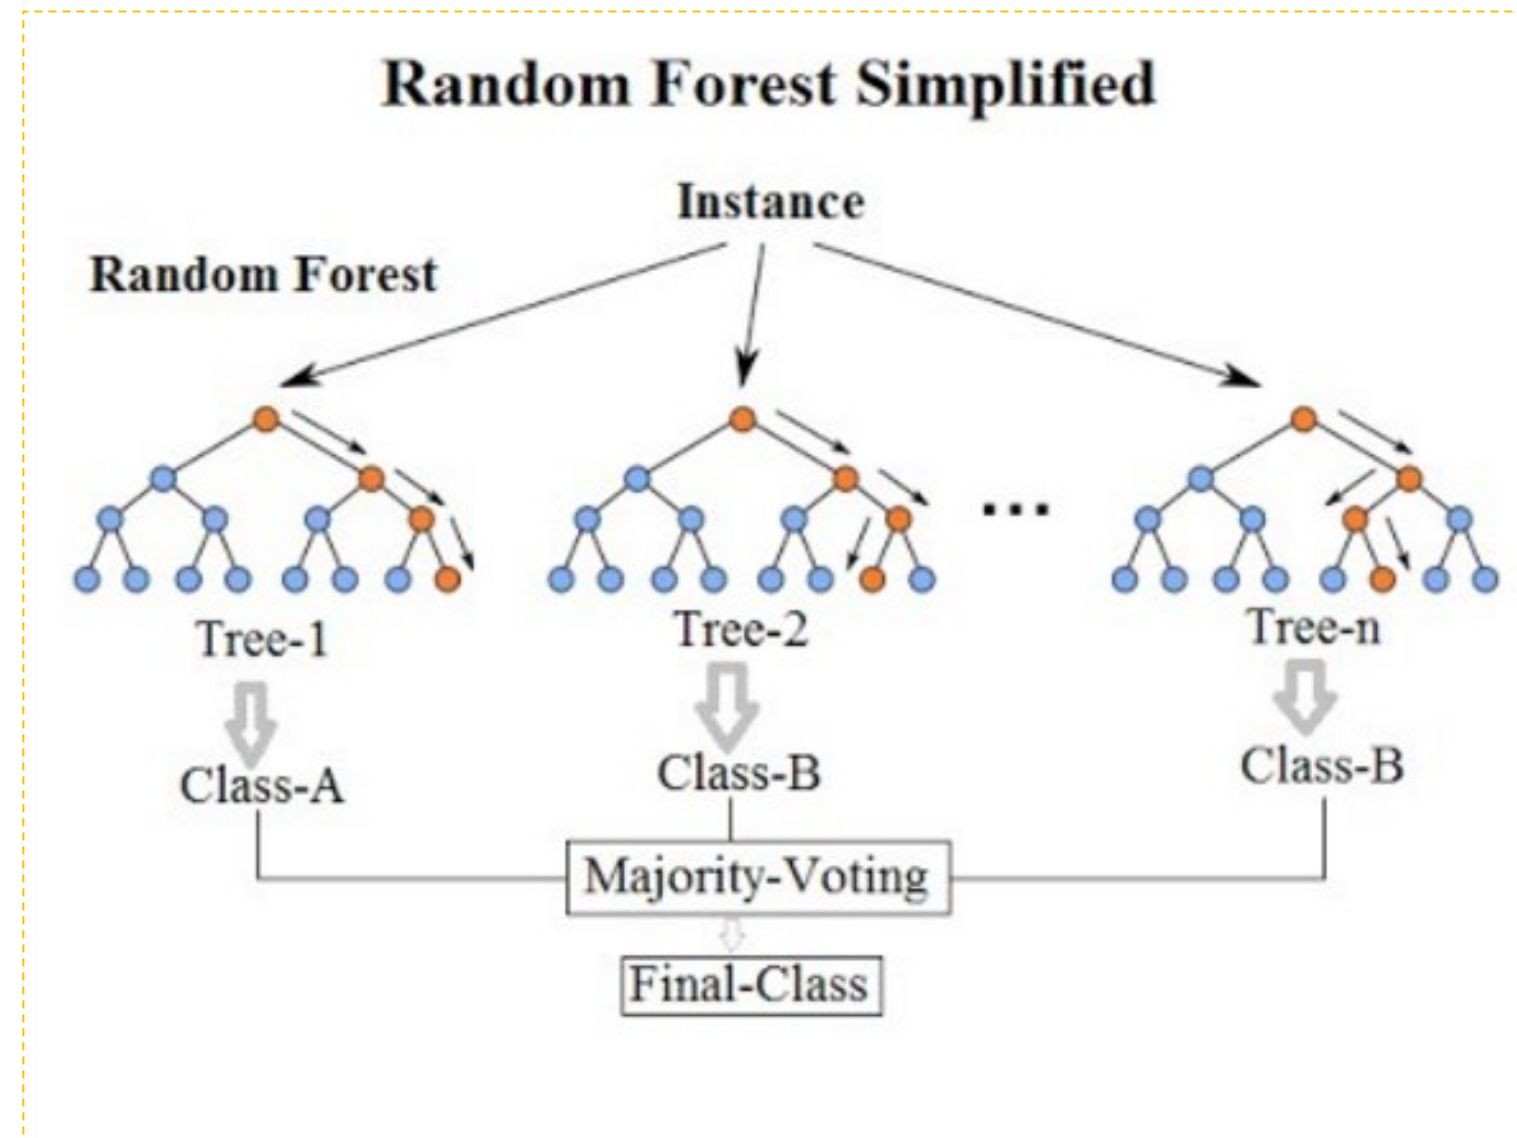 Random Forest Simplified
Instance
Random Forest
...
Tree-1
Tree-2
Tree-n
Class-A
Class-B
Class-B
Majority-Voting
Final-Class